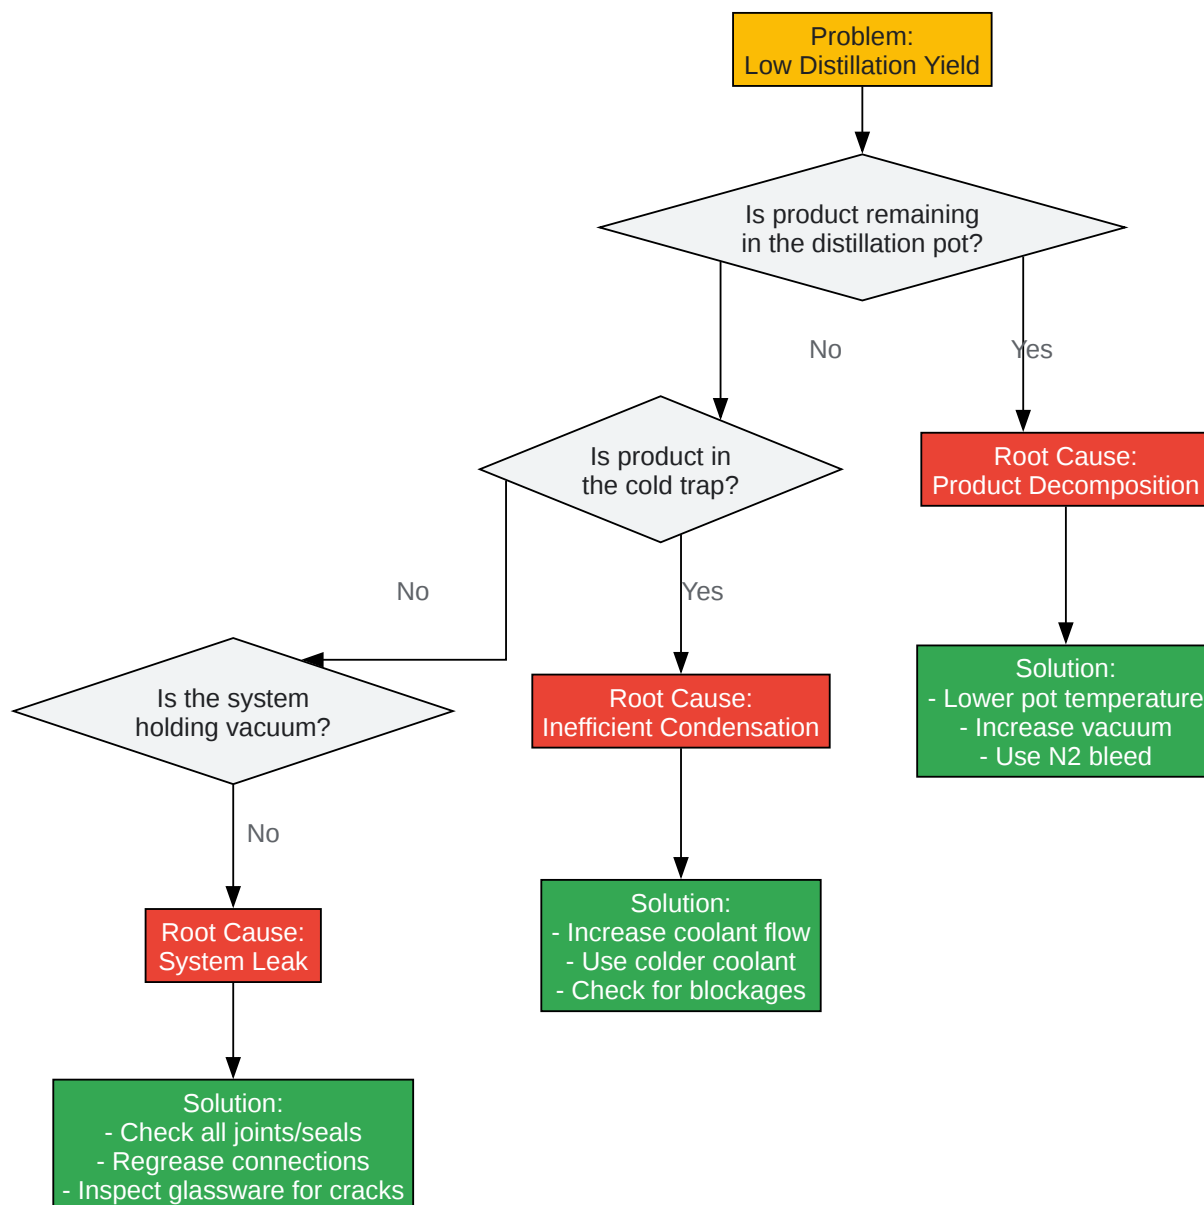 Problem:
Low Distillation Yield
Is product remaining
in the distillation pot?
No
Yes
Is product in
the cold trap?
Root Cause:
Product Decomposition
No
Yes
Solution:
- Lower pot temperature
- Increase vacuum
- Use N2 bleed
Is the system
holding vacuum?
Root Cause:
Inefficient Condensation
No
Solution:
- Increase coolant flow
- Use colder coolant
- Check for blockages
Root Cause:
System Leak
Solution:
- Check all joints/seals
- Regrease connections
- Inspect glassware for cracks